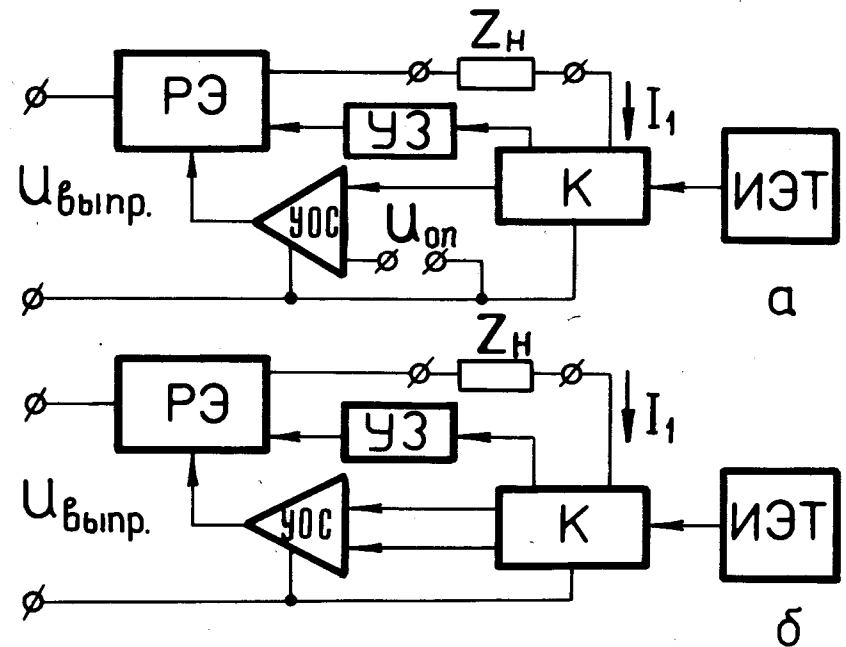 Zн
РЭ
УЗ
I1
Uвыпр.
УОС
Uоп
К
ИЭТ
а
Zн
РЭ
УЗ
I1
Uвыпр.
УОС
К
ИЭТ
б